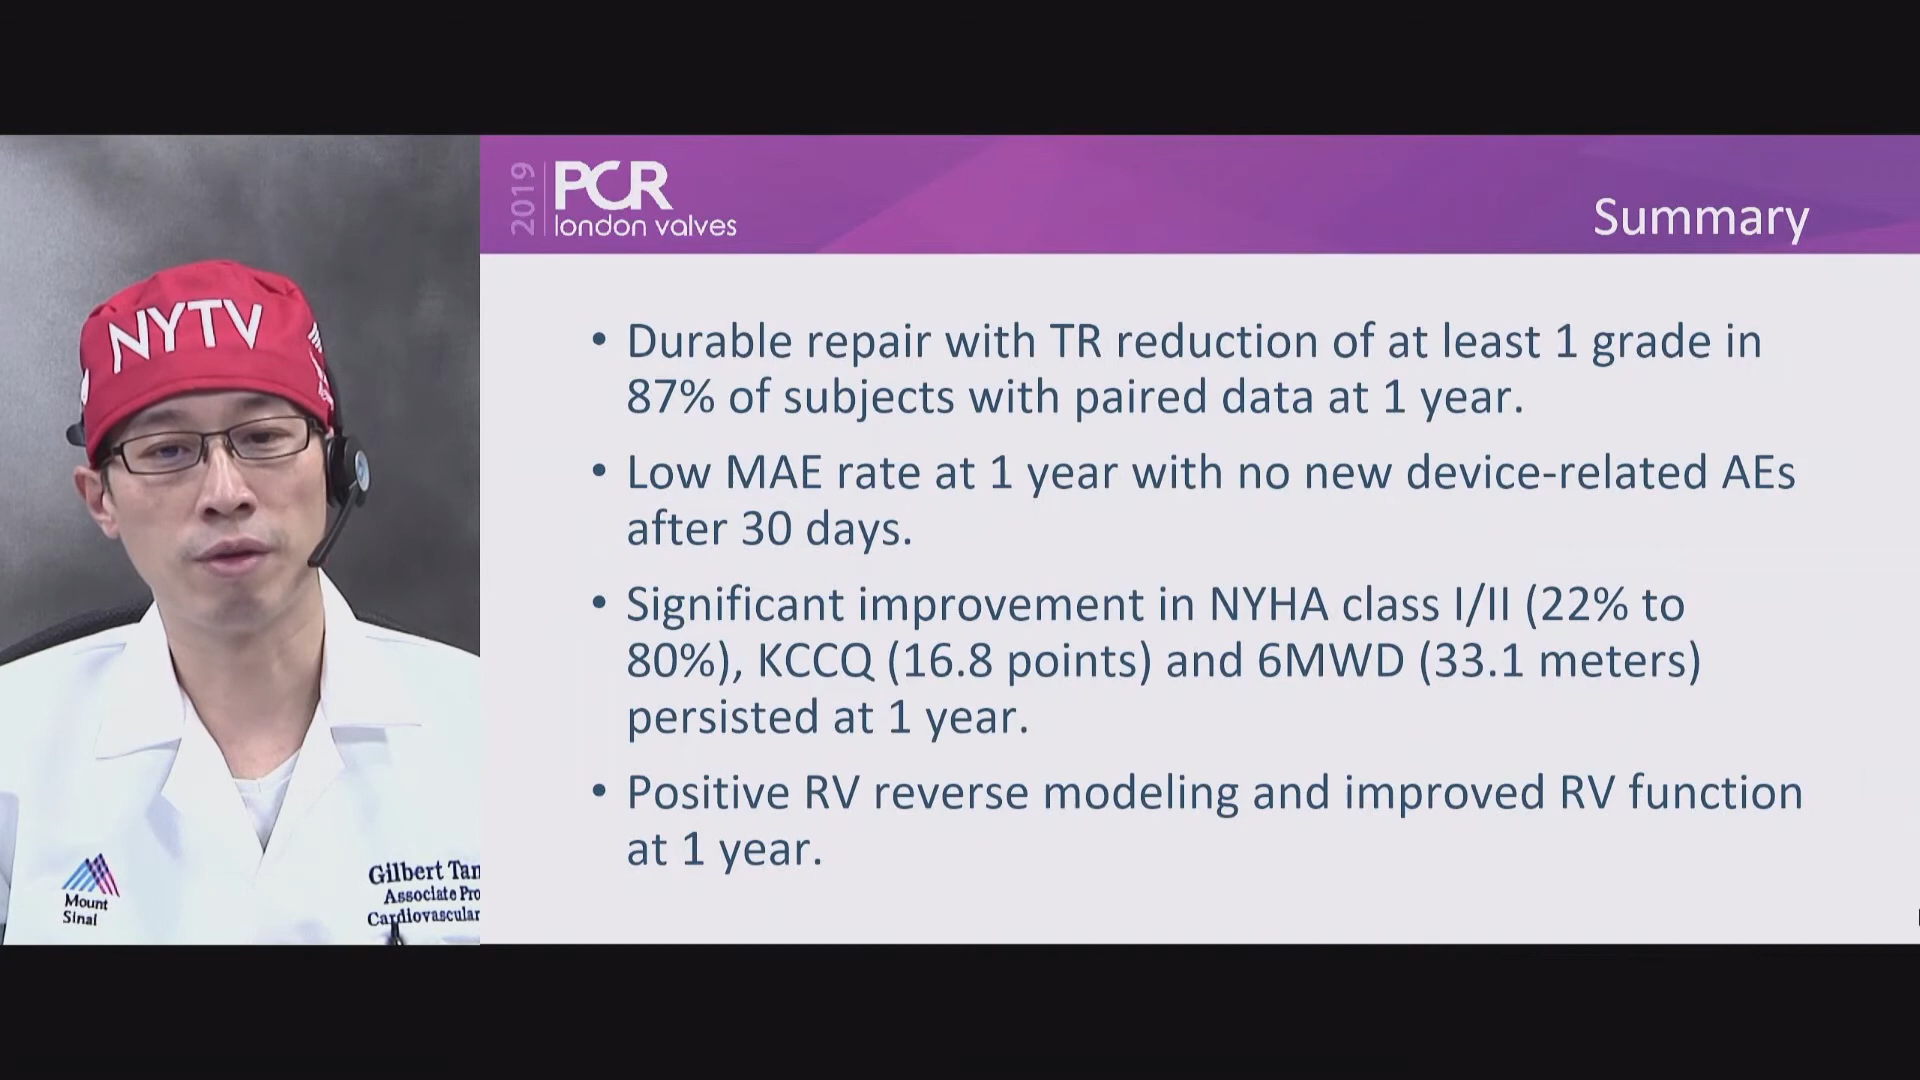 NYTV
Mount
Sinai
Gilbert
Associate
Cardiovascular
2019
PCR
london valves
Summary
• Durable repair with TR reduction of at least 1 grade in
87% of subjects with paired data at 1 year.
• Low MAE rate at 1 year with no new device-related AEs
after 30 days.
• Significant improvement in NYHA class I/II (22% to
80%), KCCQ (16.8 points) and 6MWD (33.1 meters)
persisted at 1 year.
• Positive RV reverse modeling and improved RV function
at 1 year.